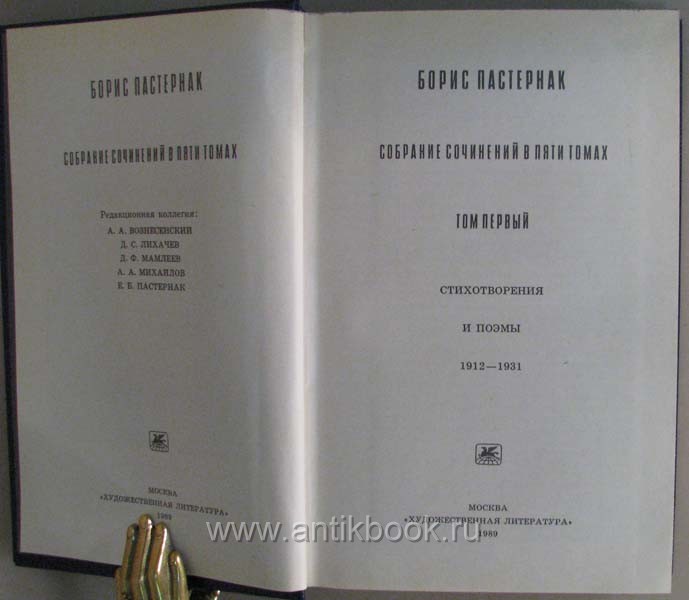 БОРИС ПАСТЕРНАК
СОБРАНИЕ СОЧИНЕНИЙ В ПЯТИ ТОМАХ
Редакционная коллегия:
А. А. ВОЗНЕСЕНСКИЙ
Д. С. ЛИХАЧЕВ
Д. Ф. МАМЛЕЕВ
А. А. МИХАЙЛОВ
Е. Б. ПАСТЕРНАК
МОСКВА
«ХУДОЖЕСТВЕННАЯ ЛИТЕРАТУРА»
1989
БОРИС ПАСТЕРНАК
СОБРАНИЕ СОЧИНЕНИЙ В ПЯТИ ТОМАХ
ТОМ ПЕРВЫЙ
СТИХОТВОРЕНИЯ
И ПОЭМЫ
1912—1931
МОСКВА
«ХУДОЖЕСТВЕННАЯ ЛИТЕРАТУРА»
1989
www.antikbook.ru